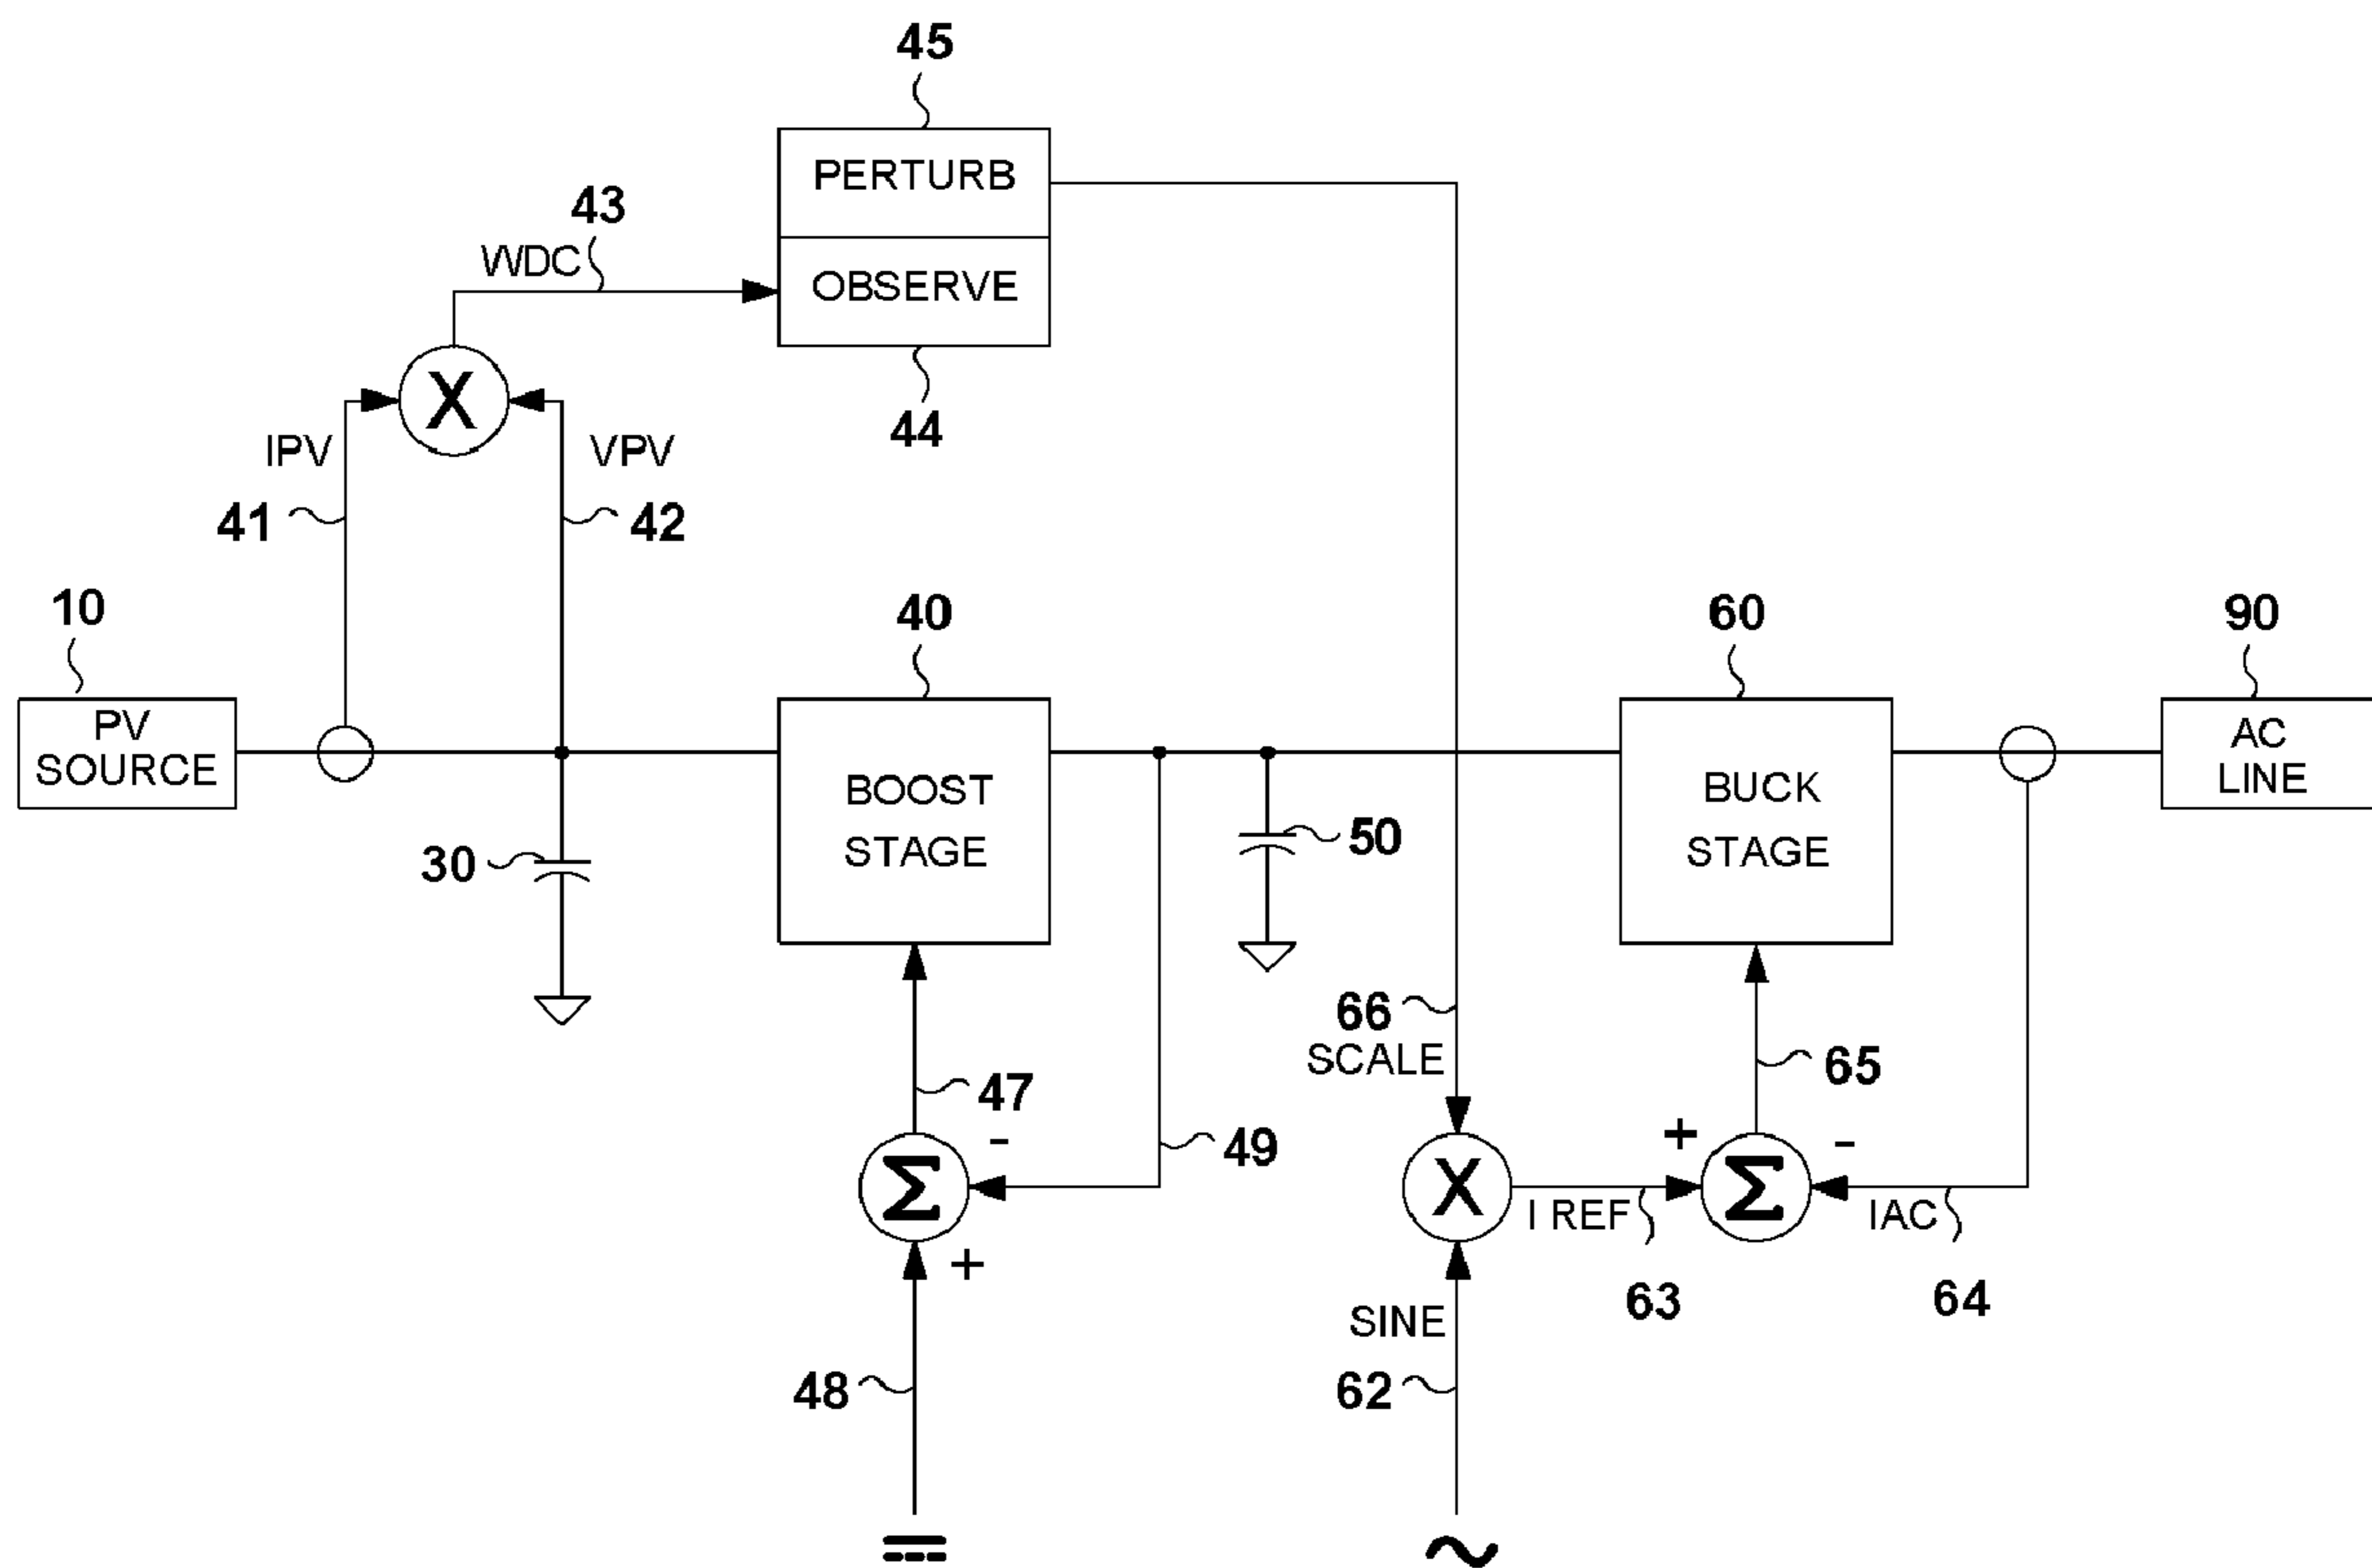 45
PERTURB
OBSERVE
44
43
WDC
X
IPV
VPV
41
42
10
PV
SOURCE
40
BOOST
STAGE
60
BUCK
STAGE
90
AC
LINE
30
50
47
-
Σ
+
49
48
66
SCALE
X
I REF
63
SINE
62
65
+
-
Σ
IAC
64